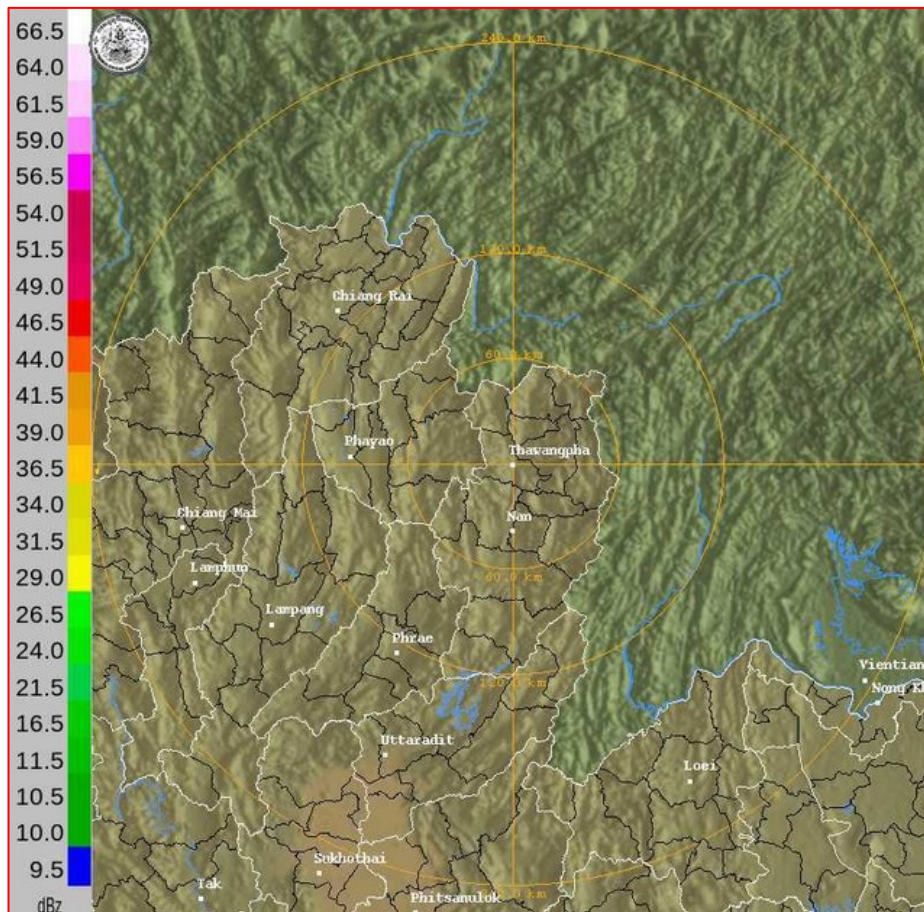 66.5
64.0
61.5
59.0
56.5
54.0
51.5
49.0
46.5
44.0
41.5
39.0
36.5
34.0
31.5
29.0
26.5
24.0
21.5
16.5
11.5
10.5
10.0
9.5
dBz
240.0 km
120.0 km
Chiang Rai
60.0 km
Phayao
Thawangpha
Chiang Mai
Nan
Lamphun
60.0 km
Lampang
Phrae
120.0 km
Vientian
Nong Kh
Uttaradit
Loei
Sukhothai
Tak
Phitsanulok